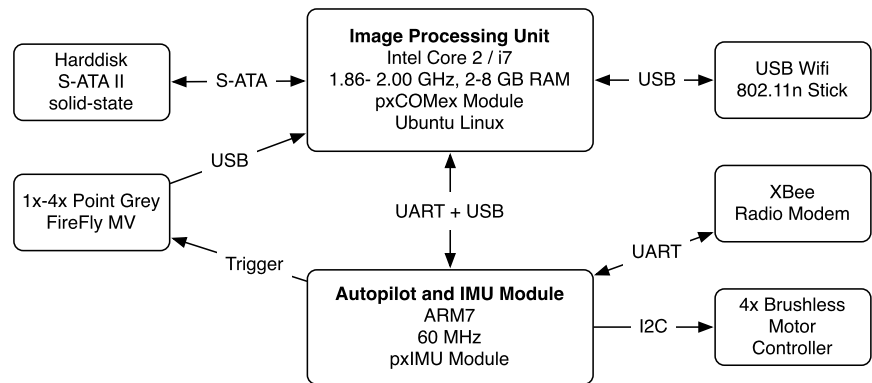 Image Processing Unit
Intel Core 2 / i7
1.86- 2.00 GHz, 2-8 GB RAM
pxCOMex Module
Ubuntu Linux
Harddisk
S-ATA II
solid-state
S-ATA
USB
USB Wifi
802.11n Stick
USB
1x-4x Point Grey
FireFly MV
UART + USB
XBee
Radio Modem
Trigger
UART
Autopilot and IMU Module
ARM7
60 MHz
pxIMU Module
I2C
4x Brushless
Motor
Controller